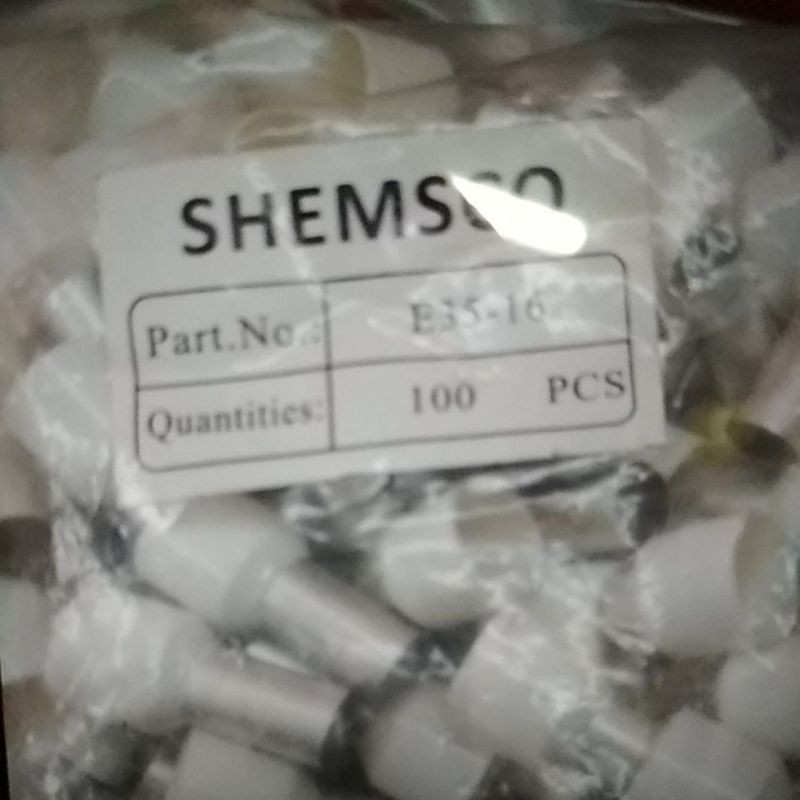 SHEMSCO
Part.No.: E35-16
Quantities: 100 PCS